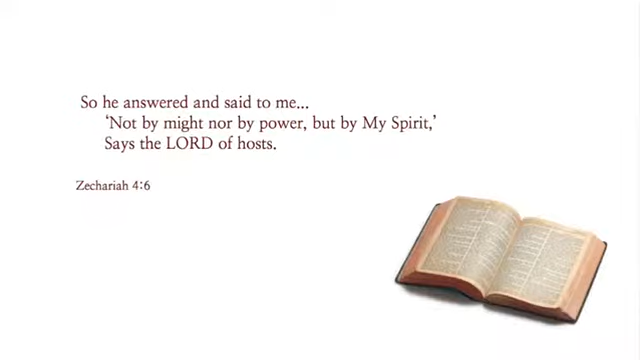 So he answered and said to me...
‘Not by might nor by power, but by My Spirit,’
Says the LORD of hosts.
Zechariah 4:6